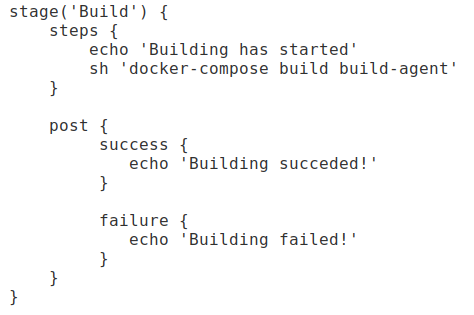 stage('Build') {
    steps {
        echo 'Building has started'
        sh 'docker-compose build build-agent'
    }

    post {
         success {
            echo 'Building succeded!'
         }

         failure {
            echo 'Building failed!'
         }
    }
}